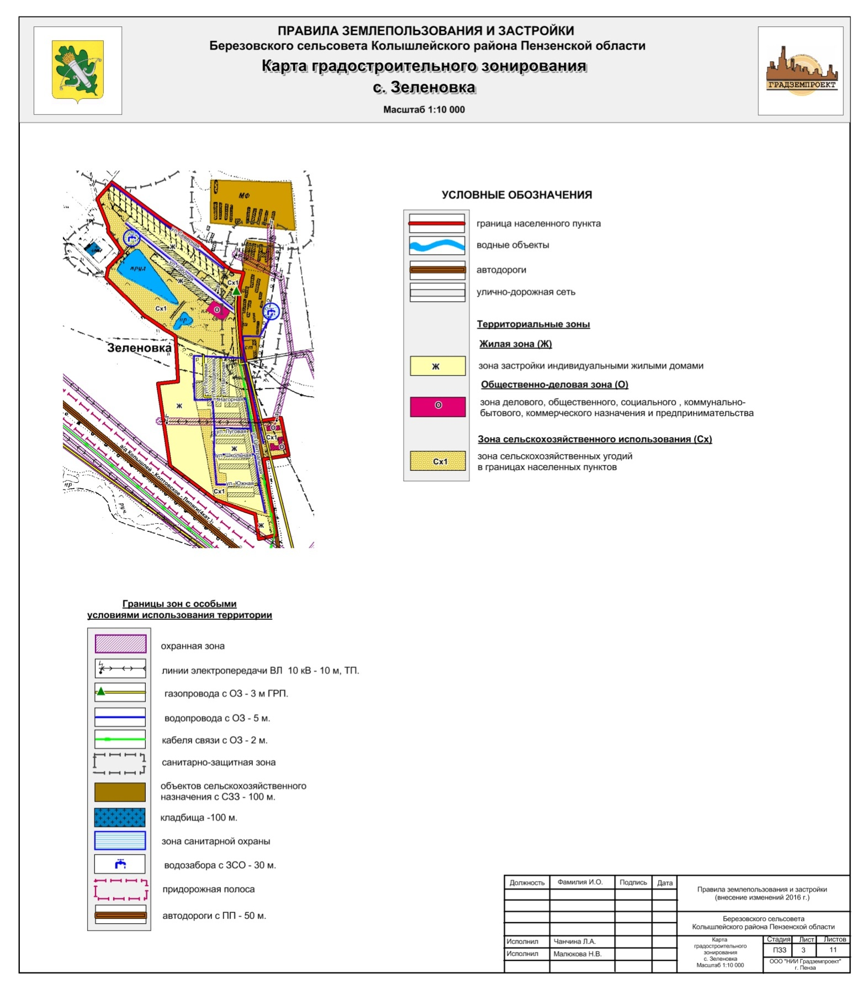 ПРАВИЛА ЗЕМЛЕПОЛЬЗОВАНИЯ И ЗАСТРОЙКИ
Березовского сельсовета Колышлейского района Пензенской области
Карта градостроительного зонирования
с. Зеленовка
Масштаб 1:10 000
ГРАДЗЕМПРОЕКТ
МФ
ул.Северная
Ж
ул.Рабочая
Ж
пруд
Сх1
О
Сх1
пр
ст
Зеленовка
ул.Полевая
ул.Молодежная
ул.Нагорная
Нагорная
Ж
О
Сх1
О
ул. Луговая
Ж
ул. Школьная
ул.Центральная
ул. Южная
Сх1
Ж
а/д Колышлей - Колтовское - Липяги(4кат.)
пр
руч.
УСЛОВНЫЕ ОБОЗНАЧЕНИЯ
граница населенного пункта
водные объекты
автодороги
улично-дорожная сеть
Территориальные зоны
Жилая зона (Ж)
Ж
зона застройки индивидуальными жилыми домами
Общественно-деловая зона (О)
О
зона делового, общественного, социального , коммунально-
бытового, коммерческого назначения и предпринимательства
Зона сельскохозяйственного использования (Сх)
Сх1
зона сельскохозяйственных угодий
в границах населенных пунктов
Границы зон с особыми
условиями использования территории
охранная зона
линии электропередачи ВЛ 10 кВ - 10 м, ТП.
газопровода с ОЗ - 3 м ГРП.
водопровода с ОЗ - 5 м.
кабеля связи с ОЗ - 2 м.
санитарно-защитная зона
объектов сельскохозяйственного
назначения с СЗЗ - 100 м.
кладбища -100 м.
зона санитарной охраны
водозабора с ЗСО - 30 м.
придорожная полоса
автодороги с ПП - 50 м.
Должность Фамилия И.О. Подпись Дата
Правила землепользования и застройки
(внесение изменений 2016 г.)
Березовского сельсовета
Колышлейского района Пензенской области
Исполнил Чанчина Л.А.
Исполнил Малюкова Н.В.
Карта
градостроительного
зонирования
с. Зеленовка
Масштаб 1:10 000
Стадия Лист Листов
ПЗЗ 3 11
ООО "НИИ Градземпроект"
г. Пенза